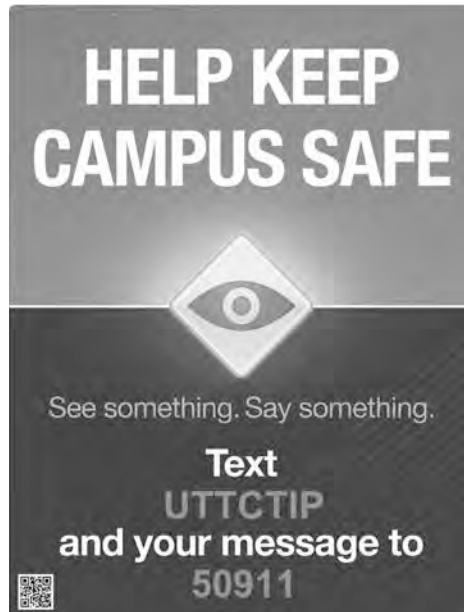 HELP KEEP
CAMPUS SAFE
See something. Say something.
Text
UTTCTIP
and your message to
50911